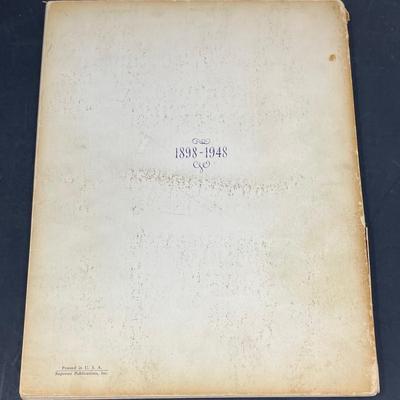 1898-1948
Printed in U. S. A.
Supreme Publications, Inc.